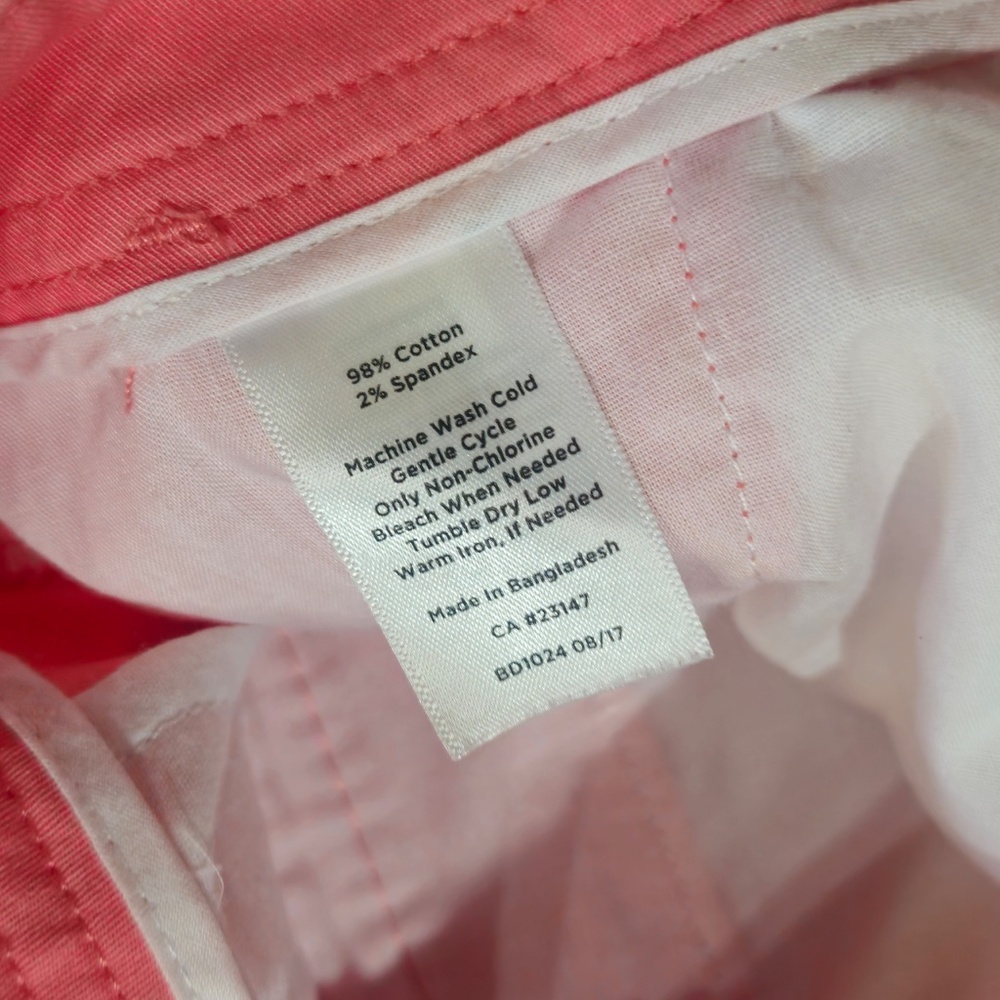 98% Cotton
2% Spandex
Machine Wash Cold
Gentle Cycle
Only Non-Chlorine
Bleach When Needed
Tumble Dry Low
Warm Iron, If Needed
Made In Bangladesh
CA #23147
BD1024 08/17